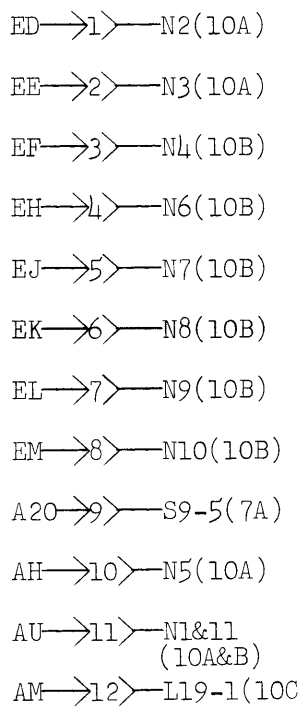 ED 1 N2(10A)
EE 2 N3(10A)
EF 3 N4(10B)
EH 4 N6(10B)
EJ 5 N7(10B)
EK 6 N8(10B)
EL 7 N9(10B)
EM 8 N10(10B)
A20 9 S9-5(7A)
AH 10 N5(10A)
AU 11 N1&11
(10A&B)
AM 12 L19-1(10C